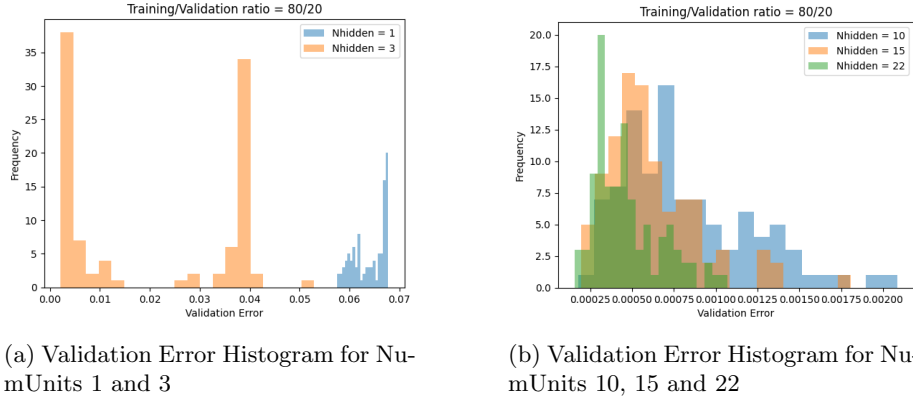 Training/Validation ratio = 80/20
Nhidden = 1
Nhidden = 3
Frequency
35
30
25
20
15
10
5
0
0.00 0.01 0.02 0.03 0.04 0.05 0.06 0.07
Validation Error
(a) Validation Error Histogram for Nu-
mUnits 1 and 3
Training/Validation ratio = 80/20
Nhidden = 10
Nhidden = 15
Nhidden = 22
Frequency
20.0
17.5
15.0
12.5
10.0
7.5
5.0
2.5
0.0
0.00025 0.00050 0.00075 0.00100 0.00125 0.00150 0.00175 0.00200
Validation Error
(b) Validation Error Histogram for Nu-
mUnits 10, 15 and 22